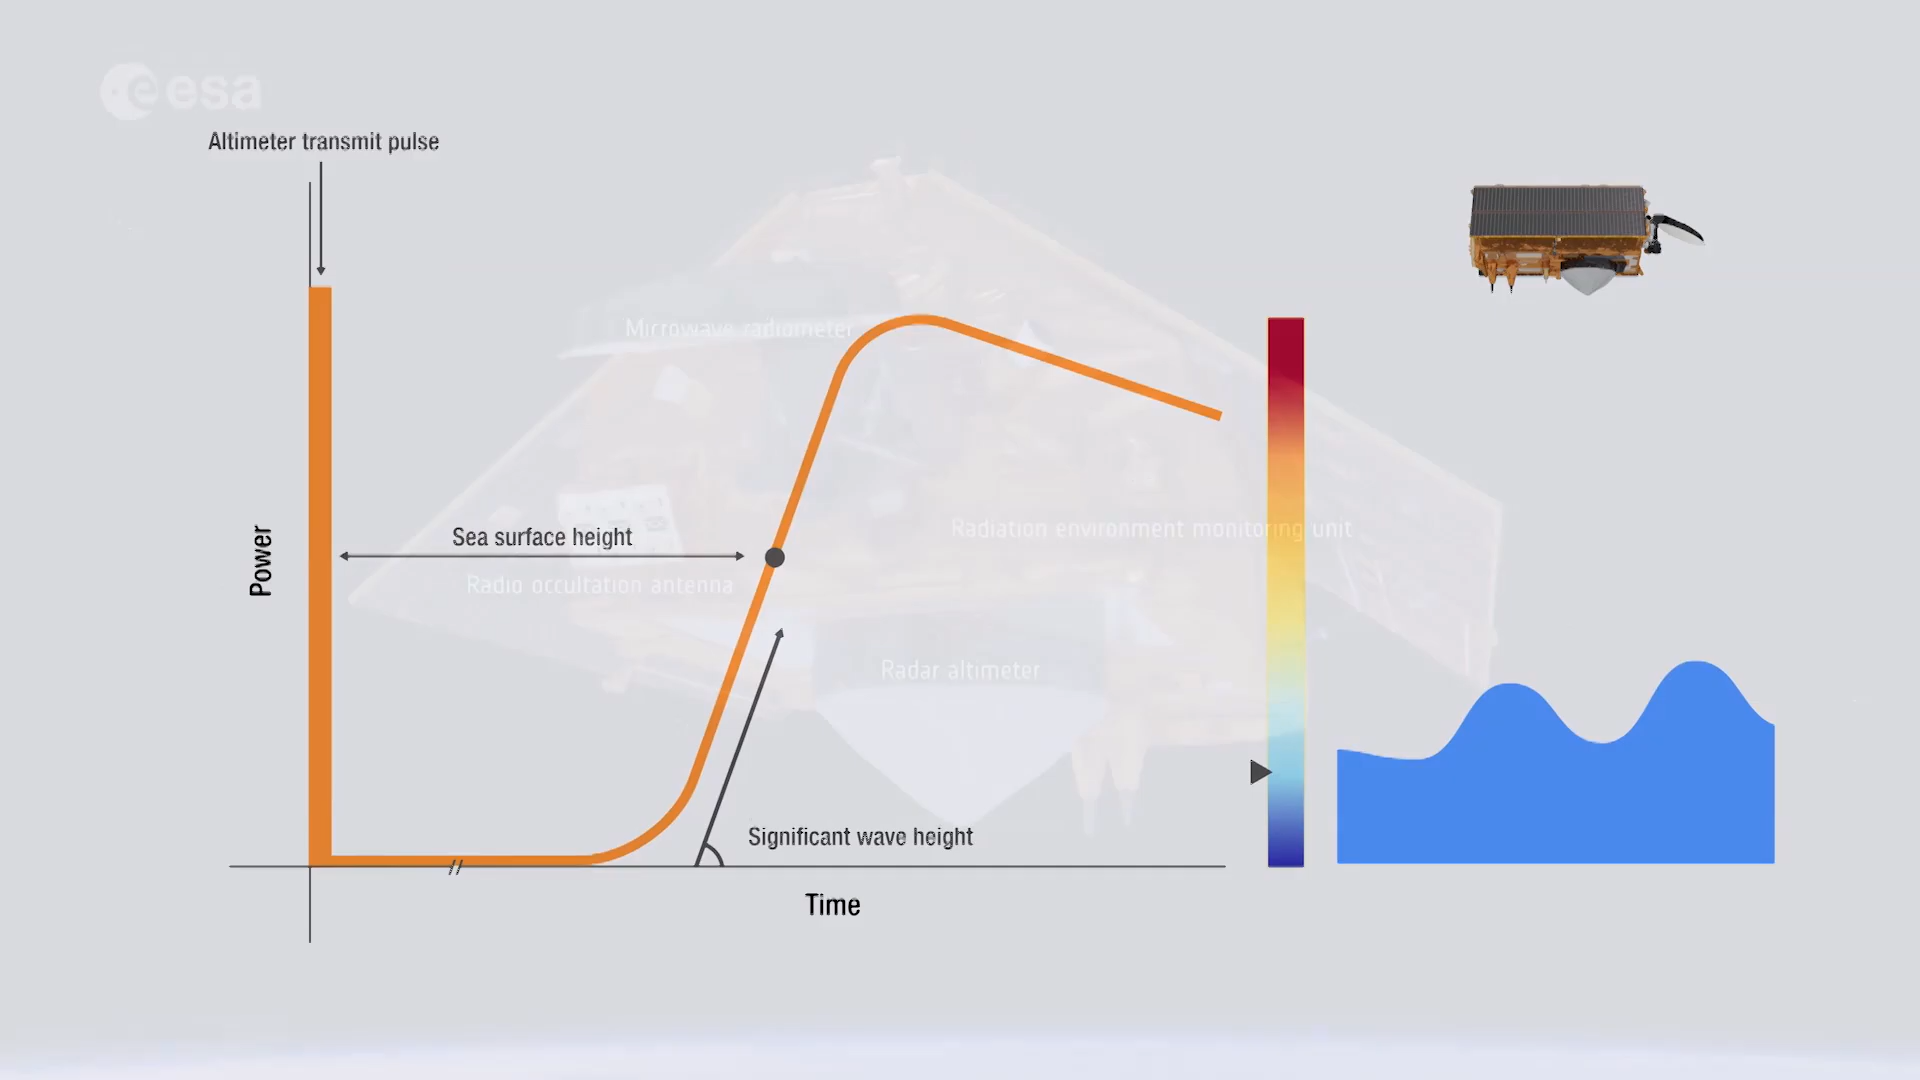 esa
Altimeter transmit pulse
Microwave radiometer
Radiation environment monitoring unit
Sea surface height
Power
Radio occultation antenna
Radar altimeter
Significant wave height
Time